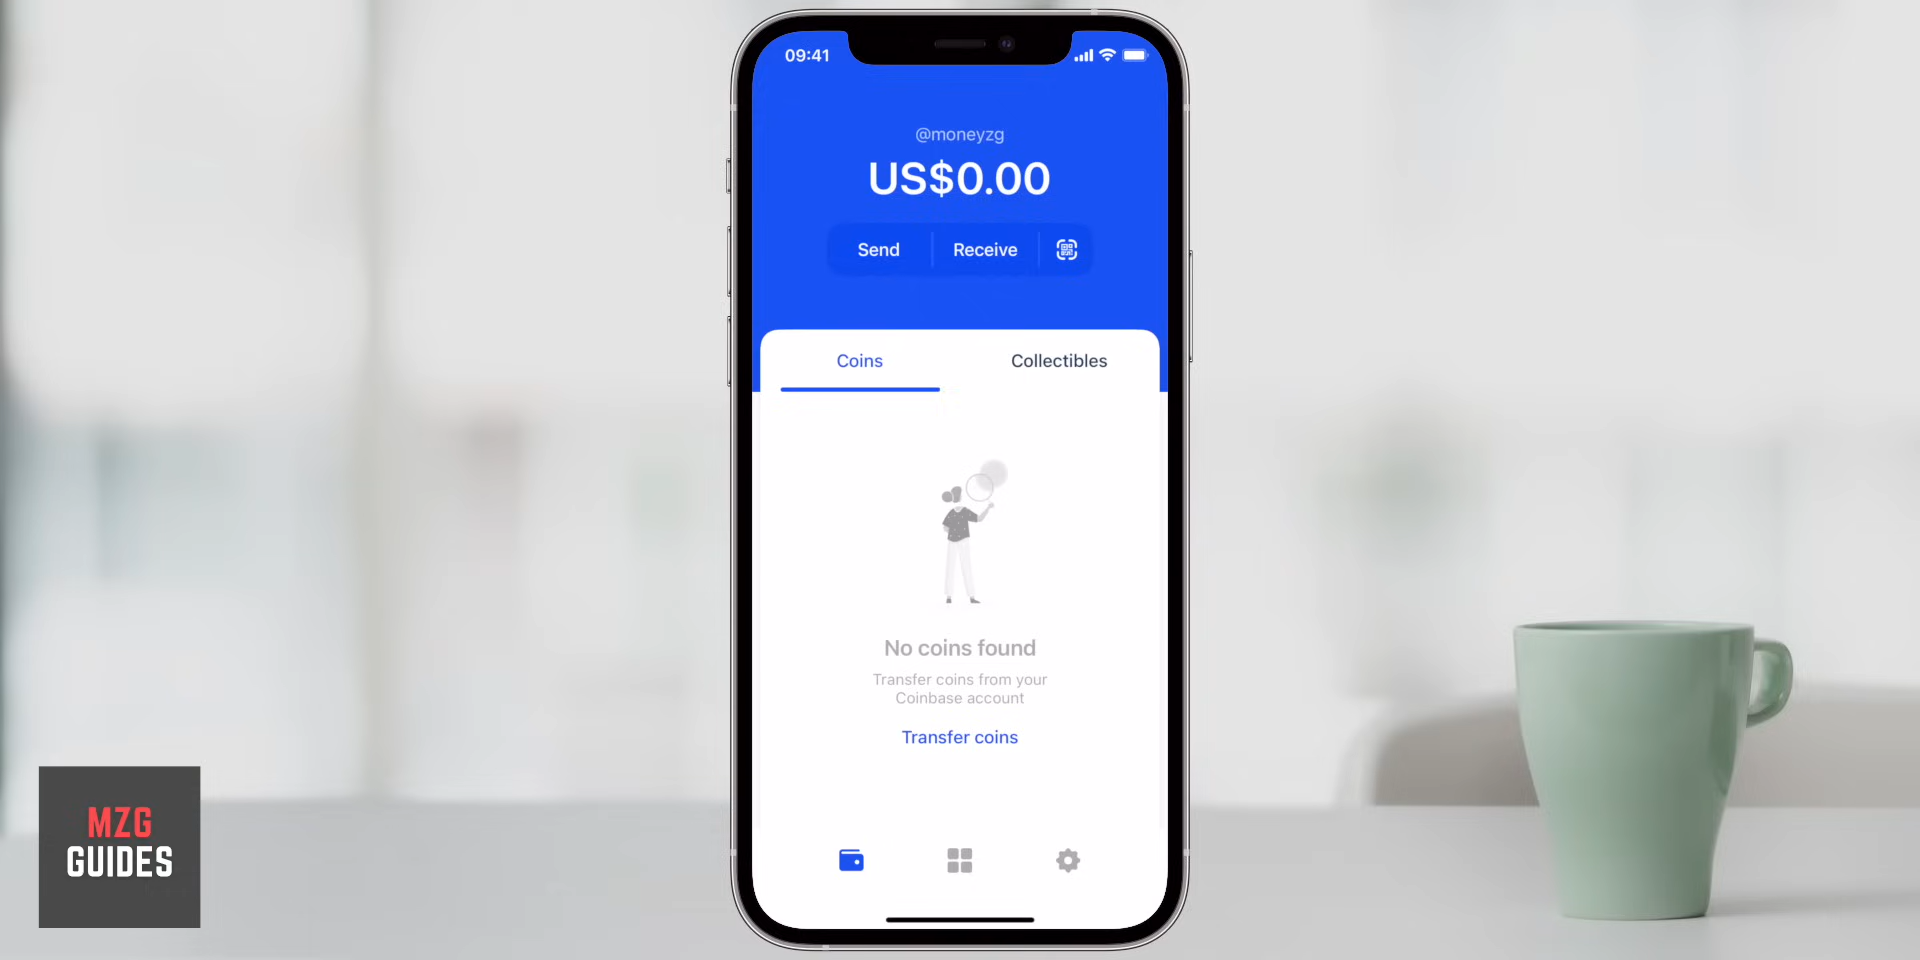 09:41
@moneyzg
US$0.00
Send
Receive
Coins
Collectibles
No coins found
Transfer coins from your
Coinbase account
Transfer coins
MZG
GUIDES